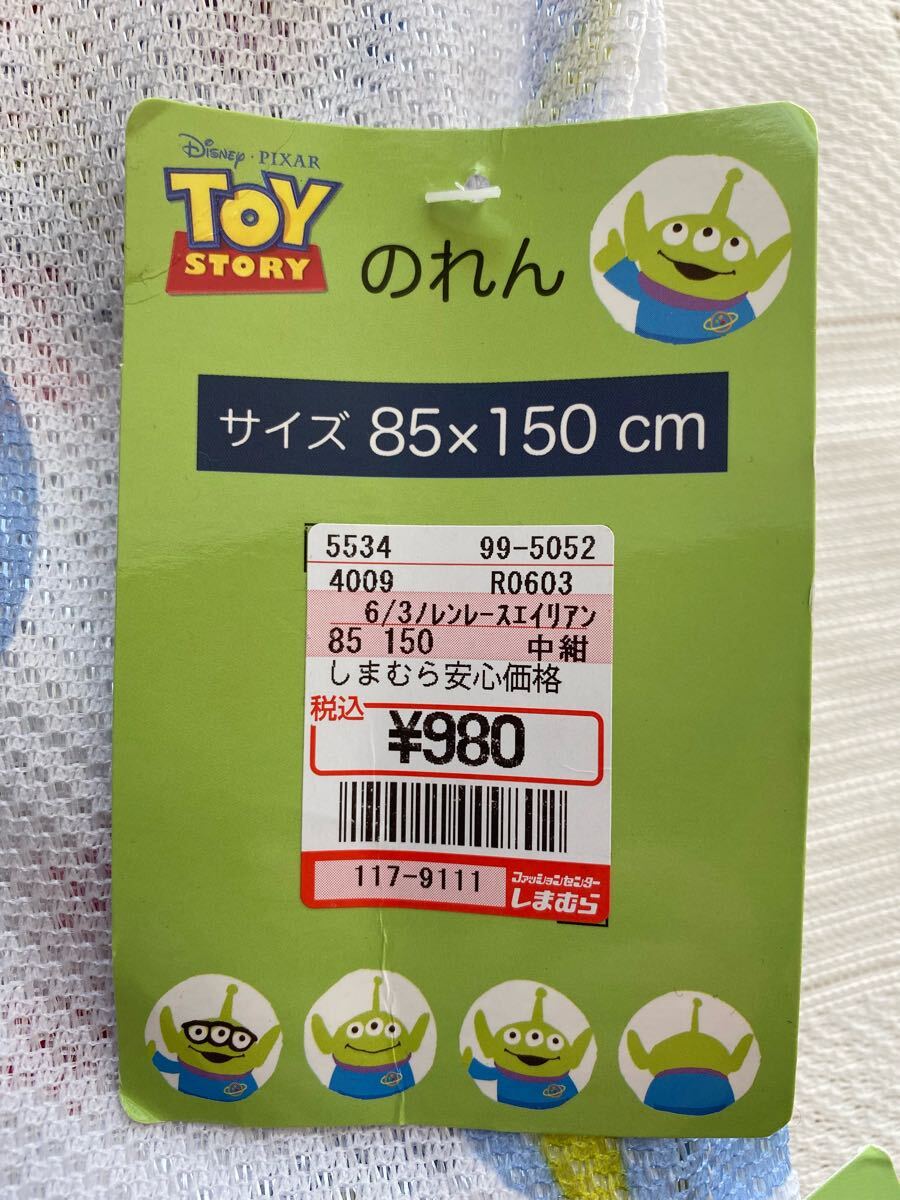 Disney・PIXAR
TOY
STORY
のれん
サイズ 85×150 cm
5534 99-5052
4009 R0603
6/3ﾉﾚﾝﾚｰｽｴｲﾘｱﾝ
85 150 中紺
しまむら安心価格
税込
¥980
117-9111
ファッションセンター
しまむら